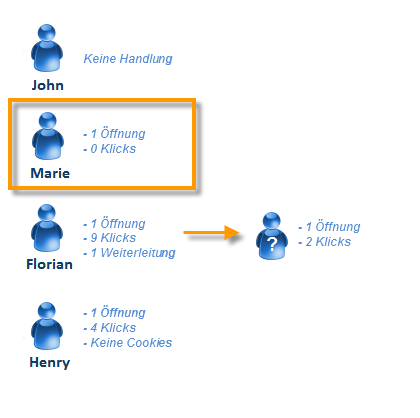 Keine Handlung
John
- 1 Öffnung
- 0 Klicks
Marie
- 1 Öffnung
- 9 Klicks
- 1 Weiterleitung
Florian
?
- 1 Öffnung
- 2 Klicks
- 1 Öffnung
- 4 Klicks
- Keine Cookies
Henry